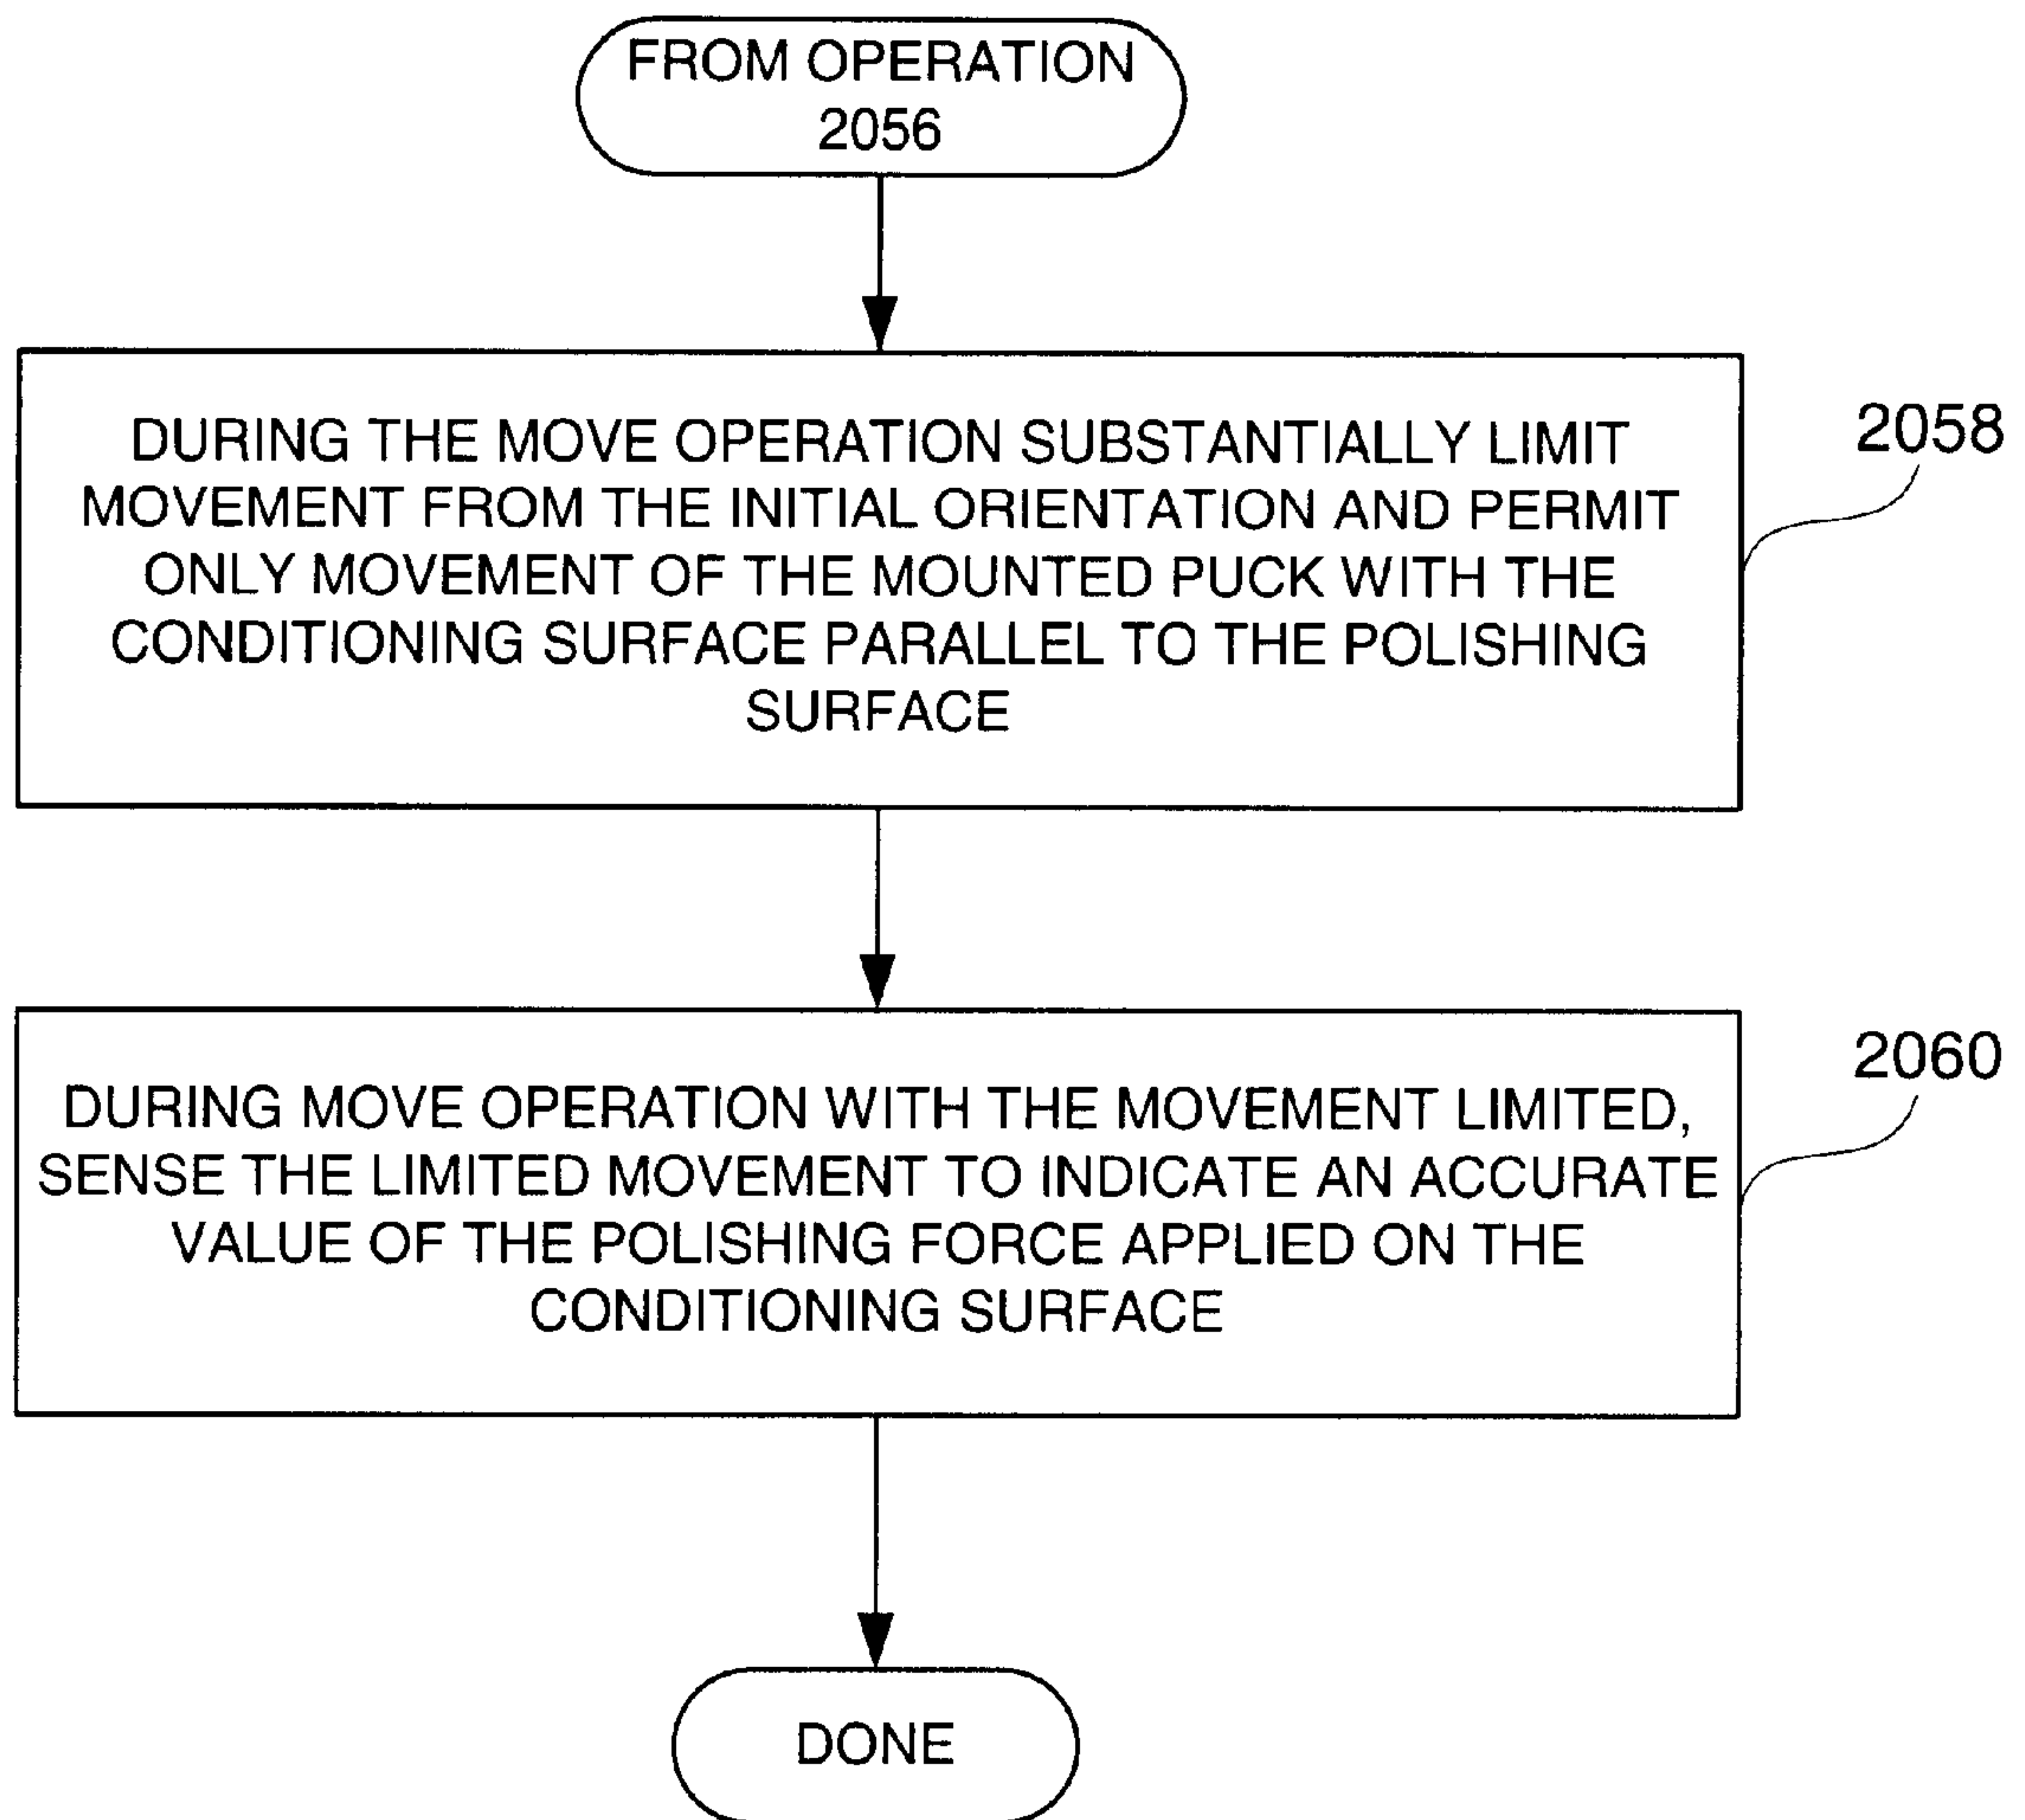 FROM OPERATION
2056
DURING THE MOVE OPERATION SUBSTANTIALLY LIMIT
MOVEMENT FROM THE INITIAL ORIENTATION AND PERMIT
ONLY MOVEMENT OF THE MOUNTED PUCK WITH THE
CONDITIONING SURFACE PARALLEL TO THE POLISHING
SURFACE
2058
DURING MOVE OPERATION WITH THE MOVEMENT LIMITED,
SENSE THE LIMITED MOVEMENT TO INDICATE AN ACCURATE
VALUE OF THE POLISHING FORCE APPLIED ON THE
CONDITIONING SURFACE
2060
DONE